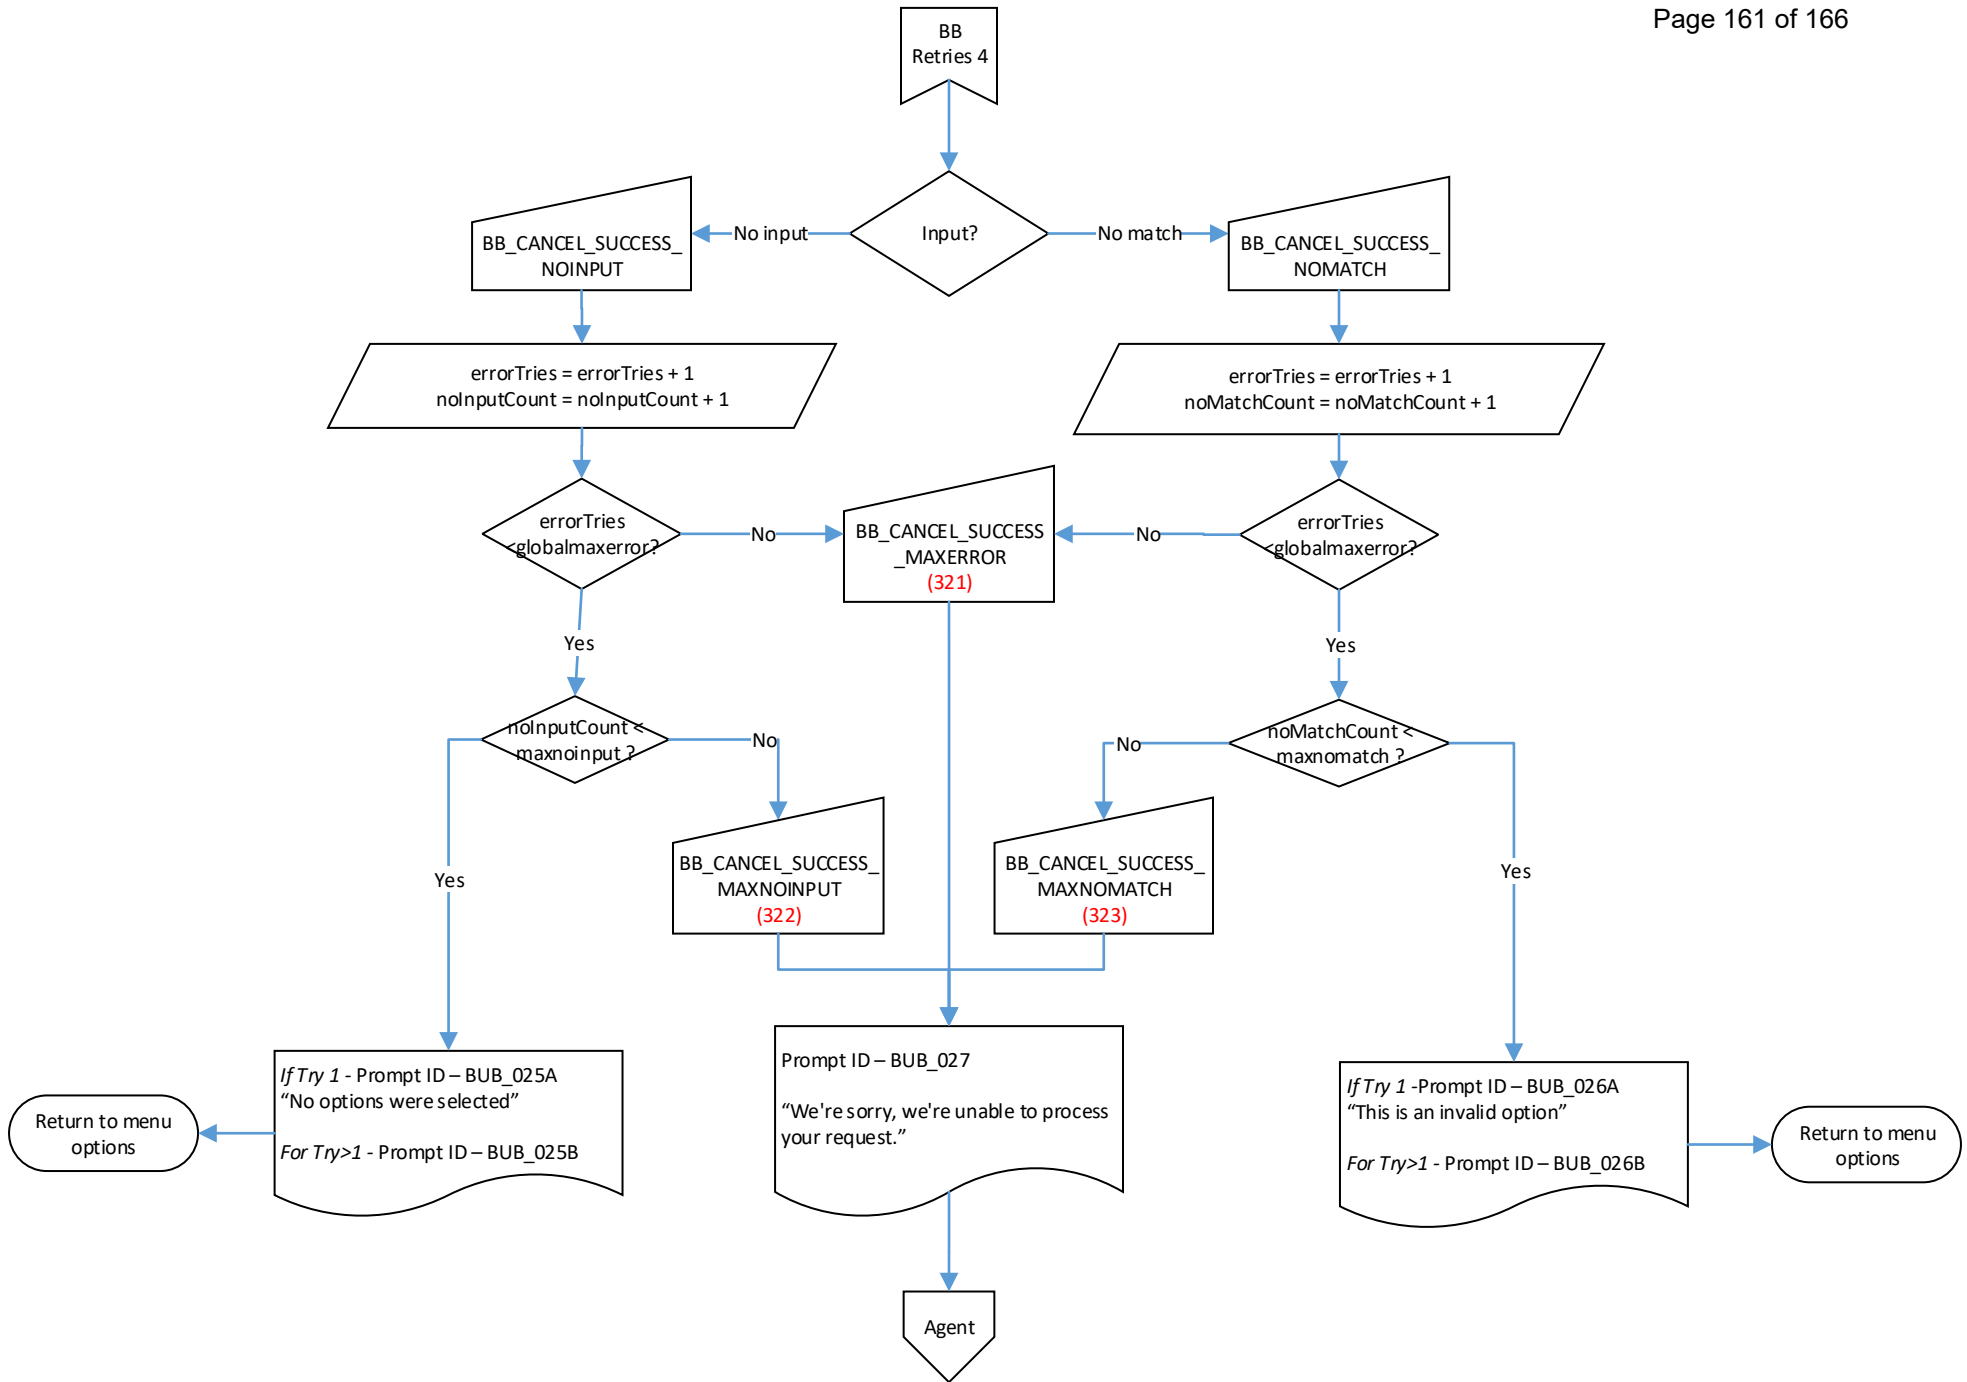 Page 161 of 166
BB
Retries 4
Input?
No input
No match
BB_CANCEL_SUCCESS_
NOINPUT
BB_CANCEL_SUCCESS_
NOMATCH
errorTries = errorTries + 1
noInputCount = noInputCount + 1
errorTries = errorTries + 1
noMatchCount = noMatchCount + 1
errorTries
<globalmaxerror?
No
BB_CANCEL_SUCCESS
_MAXERROR
(321)
No
errorTries
<globalmaxerror?
Yes
Yes
noInputCount <
maxnoinput ?
No
No
noMatchCount <
maxnomatch ?
Yes
BB_CANCEL_SUCCESS_
MAXNOINPUT
(322)
BB_CANCEL_SUCCESS_
MAXNOMATCH
(323)
Yes
Return to menu
options
If Try 1 - Prompt ID – BUB_025A
“No options were selected”
For Try>1 - Prompt ID – BUB_025B
Prompt ID – BUB_027
“We're sorry, we're unable to process
your request.”
If Try 1 -Prompt ID – BUB_026A
“This is an invalid option”
For Try>1 - Prompt ID – BUB_026B
Return to menu
options
Agent